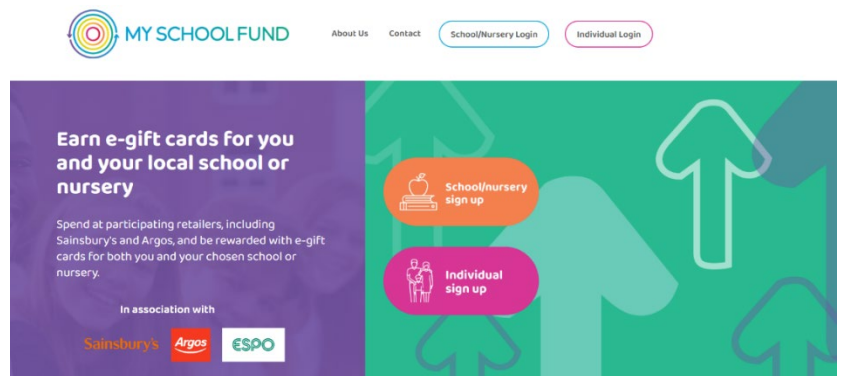 MY SCHOOL FUND
About Us
Contact
School/Nursery Login
Individual Login
Earn e-gift cards for you
and your local school or
nursery
Spend at participating retailers, including
Sainsbury's and Argos, and be rewarded with e-gift
cards for both you and your chosen school or
nursery.
In association with
Sainsbury's
Argos
ESPO
School/nursery
sign up
Individual
sign up